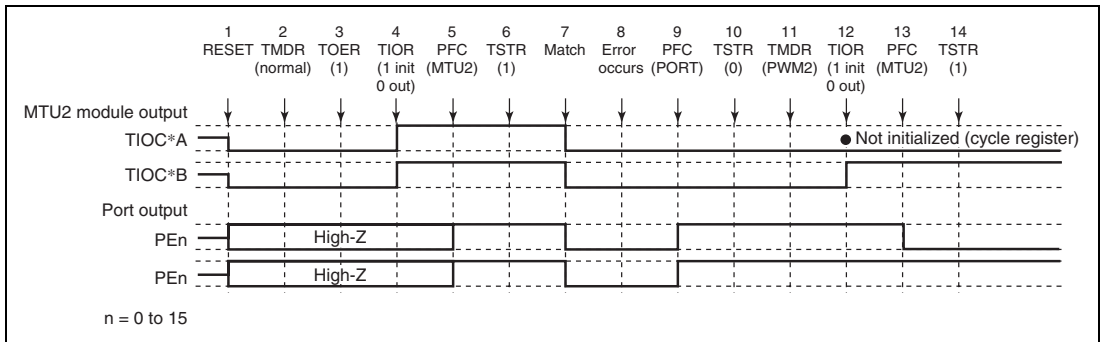 1 2 3 4 5 6 7 8 9 10 11 12 13 14
RESET TMDR TOER TIOR PFC TSTR Match Error PFC TSTR TMDR TIOR PFC TSTR
(normal) (1) (1 init (MTU2) (1) occurs (PORT) (0) (PWM2) (1 init (MTU2) (1)
0 out) 0 out)
MTU2 module output
TIOC*A
● Not initialized (cycle register)
TIOC*B
Port output
PEn
High-Z
PEn
High-Z
n = 0 to 15